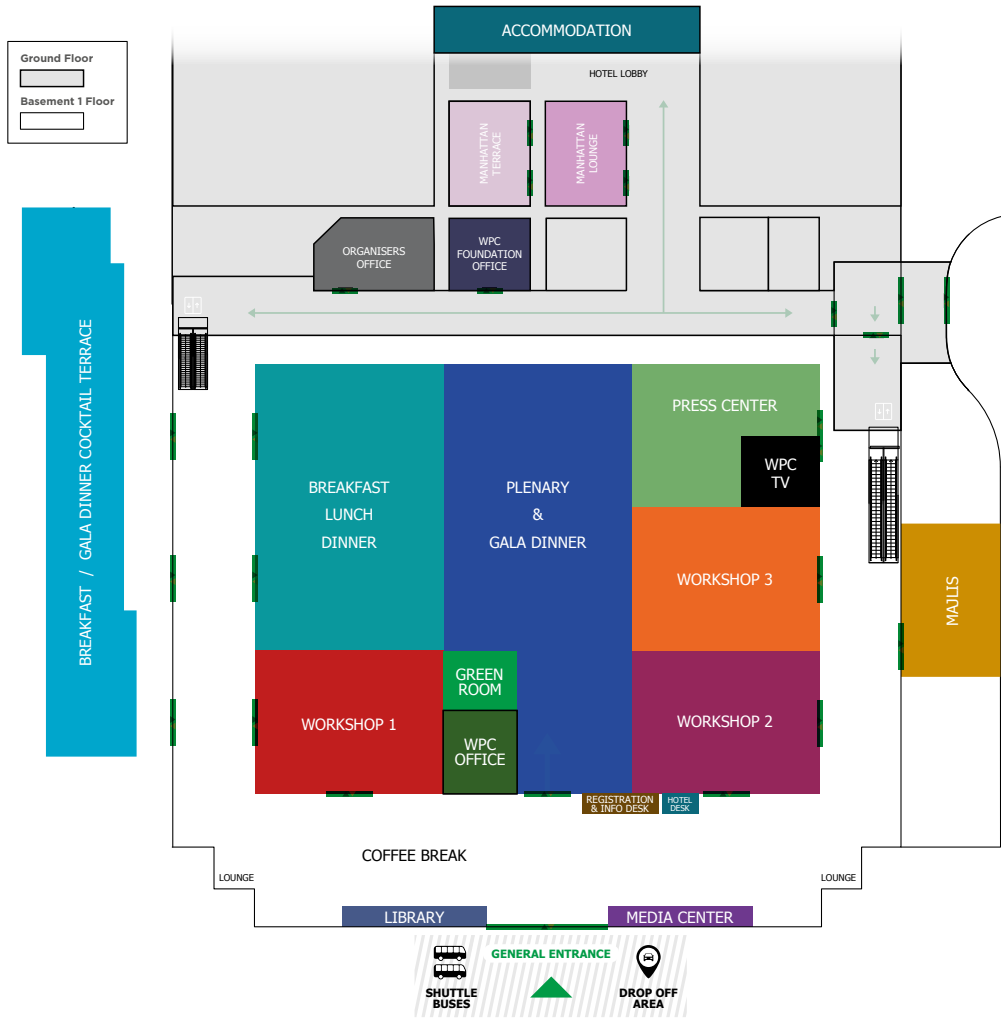 ACCOMMODATION
Ground Floor
Basement 1 Floor
HOTEL LOBBY
MANHATTAN
TERRACE
MANHATTAN
LOUNGE
ORGANISERS
OFFICE
WPC
FOUNDATION
OFFICE
BREAKFAST / GALA DINNER COCKTAIL TERRACE
BREAKFAST
LUNCH
DINNER
PLENARY
&
GALA DINNER
PRESS CENTER
WPC
TV
WORKSHOP 3
MAJLIS
GREEN
ROOM
WORKSHOP 1
WPC
OFFICE
WORKSHOP 2
REGISTRATION
& INFO DESK
HOTEL
DESK
COFFEE BREAK
LOUNGE
LOUNGE
LIBRARY
MEDIA CENTER
GENERAL ENTRANCE
SHUTTLE
BUSES
DROP OFF
AREA